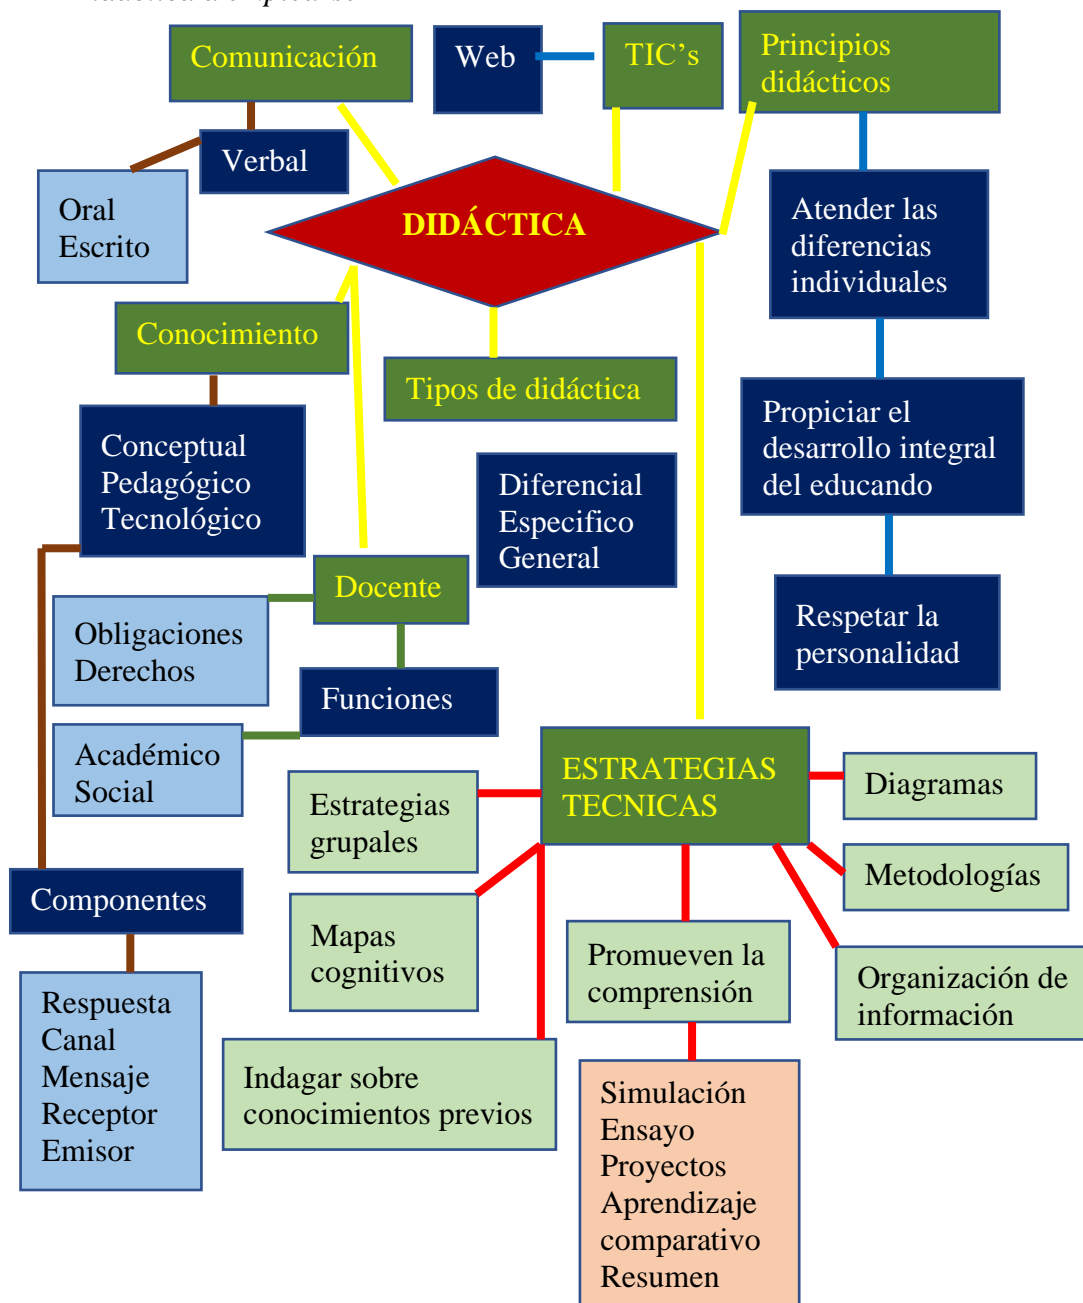 Comunicación
Web
TIC's
Principios
didácticos
Verbal
Oral
Escrito
DIDÁCTICA
Atender las
diferencias
individuales
Conocimiento
Tipos de didáctica
Propiciar el
desarrollo integral
del educando
Conceptual
Pedagógico
Tecnológico
Diferencial
Especifico
General
Docente
Obligaciones
Derechos
Respetar la
personalidad
Funciones
Académico
Social
ESTRATEGIAS
TECNICAS
Estrategias
grupales
Diagramas
Metodologías
Componentes
Mapas
cognitivos
Promueven la
comprensión
Organización de
información
Respuesta
Canal
Mensaje
Receptor
Emisor
Indagar sobre
conocimientos previos
Simulación
Ensayo
Proyectos
Aprendizaje
comparativo
Resumen